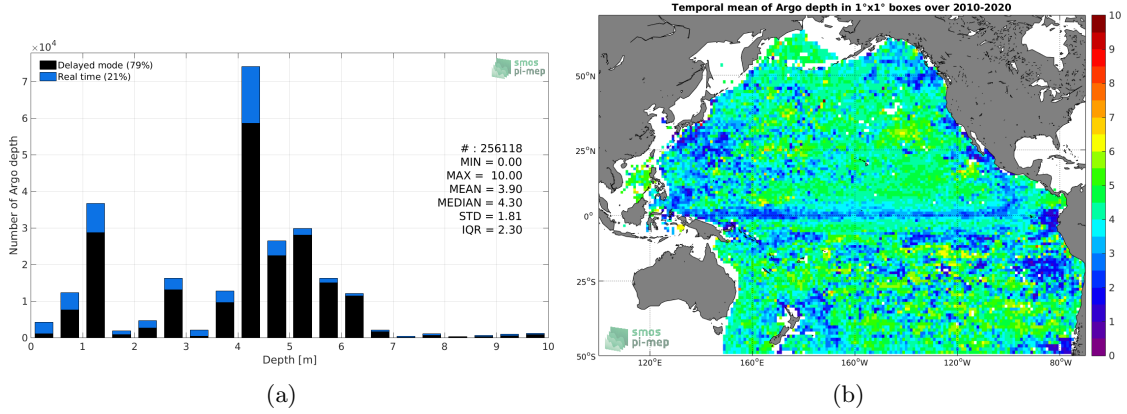 ×10⁴
Delayed mode (79%)
Real time (21%)
smos
pi-mep
# : 256118
MIN = 0.00
MAX = 10.00
MEAN = 3.90
MEDIAN = 4.30
STD = 1.81
IQR = 2.30
Number of Argo depth
7
6
5
4
3
2
1
0
0 1 2 3 4 5 6 7 8 9 10
Depth [m]
(a)
Temporal mean of Argo depth in 1°x1° boxes over 2010-2020
50°N
25°N
0°
25°S
50°S
120°E 160°E 160°W 120°W 80°W
smos
pi-mep
10
9
8
7
6
5
4
3
2
1
0
(b)